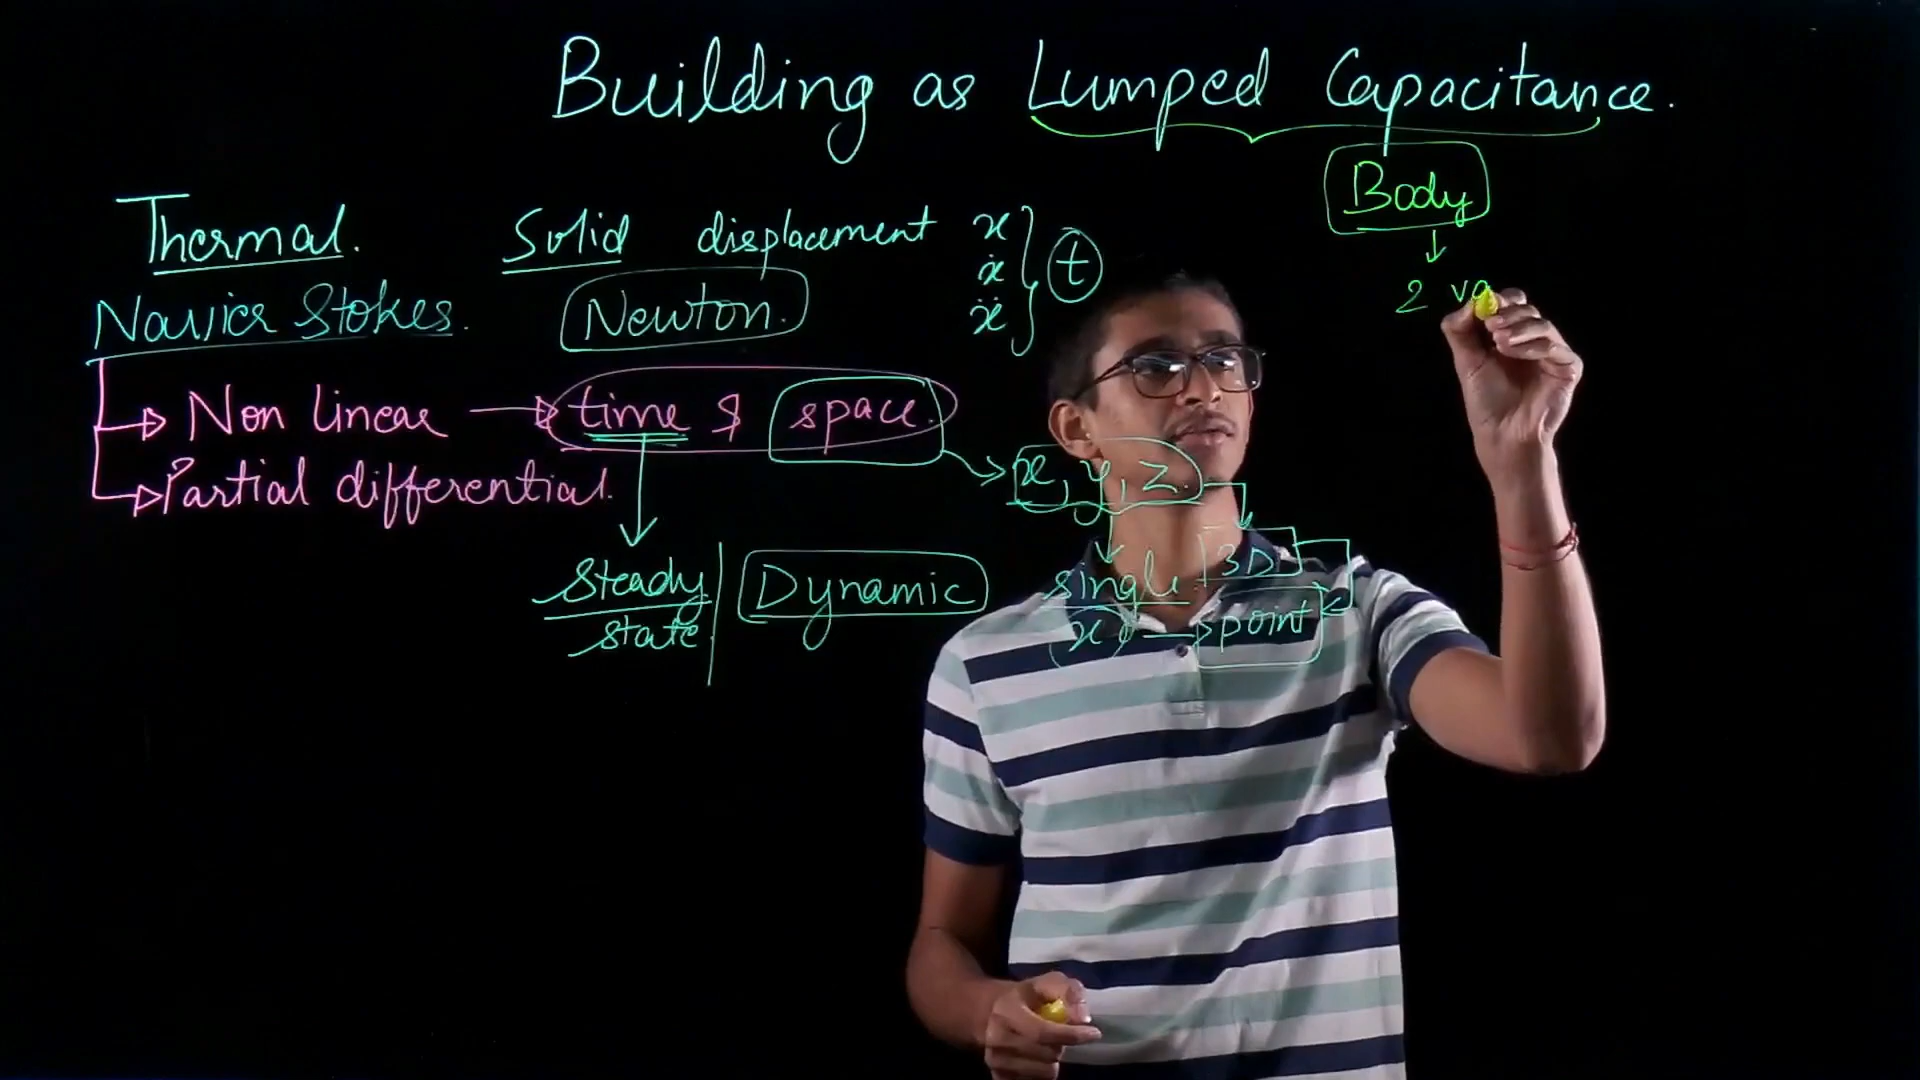 Building as Lumped Capacitance.
Body
2 va
Thermal. Solid displacement x
ẋ
ẍ
t
Navier Stokes. Newton.
Non linear → time & space.
Partial differential.
x, y, z.
Steady state
Dynamic
single x → point
3D